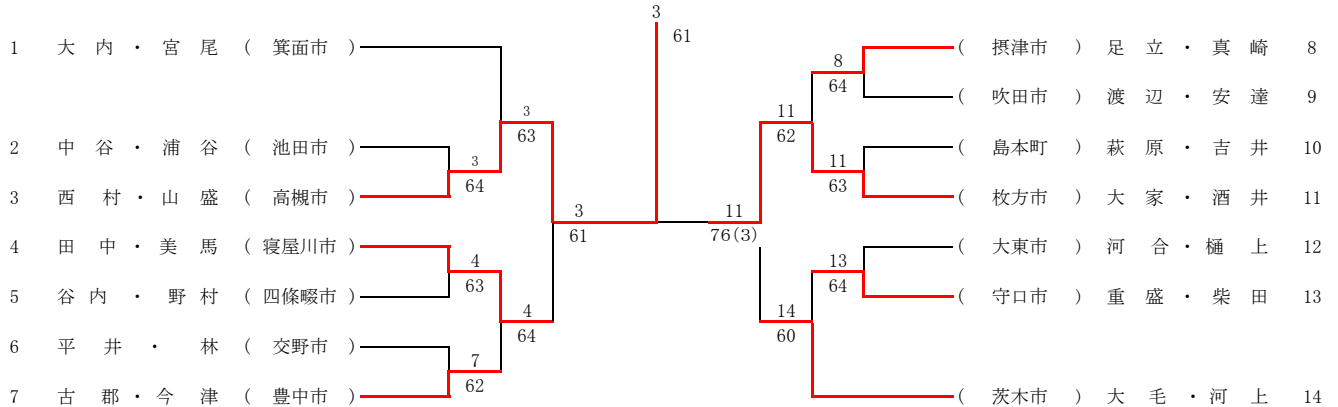 3
61
1 大 内 ・ 宮 尾 ( 箕面市 )
( 摂津市 ) 足 立 ・ 真 崎 8
8
64
( 吹田市 ) 渡 辺 ・ 安 達 9
3
63
11
62
2 中 谷 ・ 浦 谷 ( 池田市 )
( 島本町 ) 萩 原 ・ 吉 井 10
3
64
11
63
3 西 村 ・ 山 盛 ( 高槻市 )
( 枚方市 ) 大 家 ・ 酒 井 11
3
61
11
76(3)
4 田 中 ・ 美 馬 ( 寝屋川市 )
( 大東市 ) 河 合 ・ 樋 上 12
4
63
13
64
5 谷 内 ・ 野 村 ( 四條畷市 )
( 守口市 ) 重 盛 ・ 柴 田 13
4
64
14
60
6 平 井 ・ 林 ( 交野市 )
7
62
7 古 郡 ・ 今 津 ( 豊中市 )
( 茨木市 ) 大 毛 ・ 河 上 14